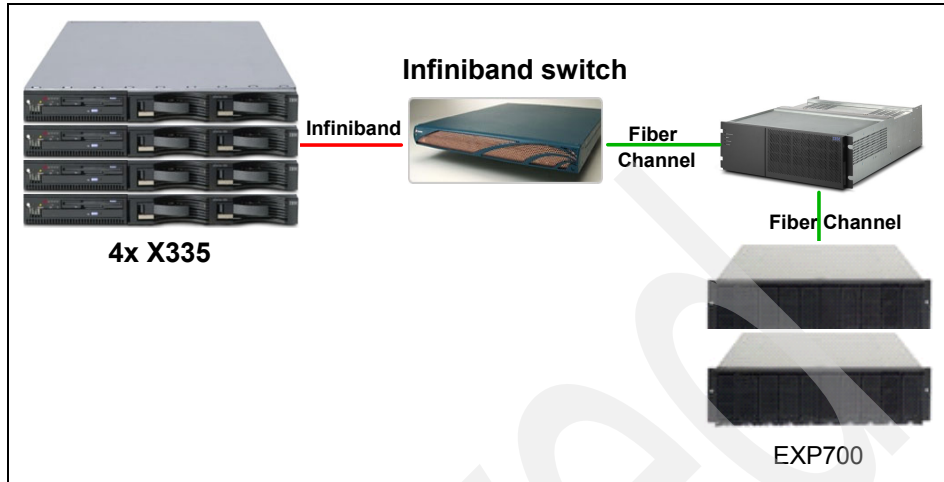 Infiniband switch
Infiniband
Fiber
Channel
Fiber Channel
4x X335
EXP700